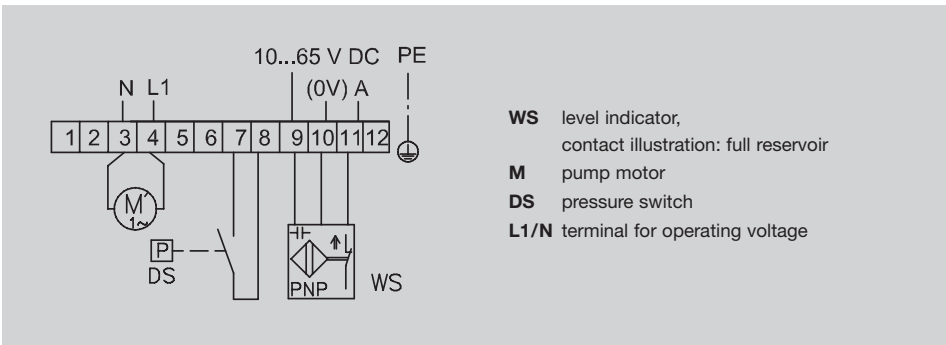 10...65 V DC PE
N L1 (0V) A
1 2 3 4 5 6 7 8 9 10 11 12
M
1~
P
DS
PNP WS
WS level indicator,
contact illustration: full reservoir
M pump motor
DS pressure switch
L1/N terminal for operating voltage